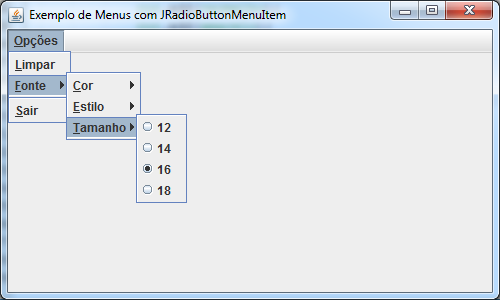 Exemplo de Menus com JRadioButtonMenuItem
Opções
Limpar
Fonte
Sair
Cor
Estilo
Tamanho
12
14
16
18